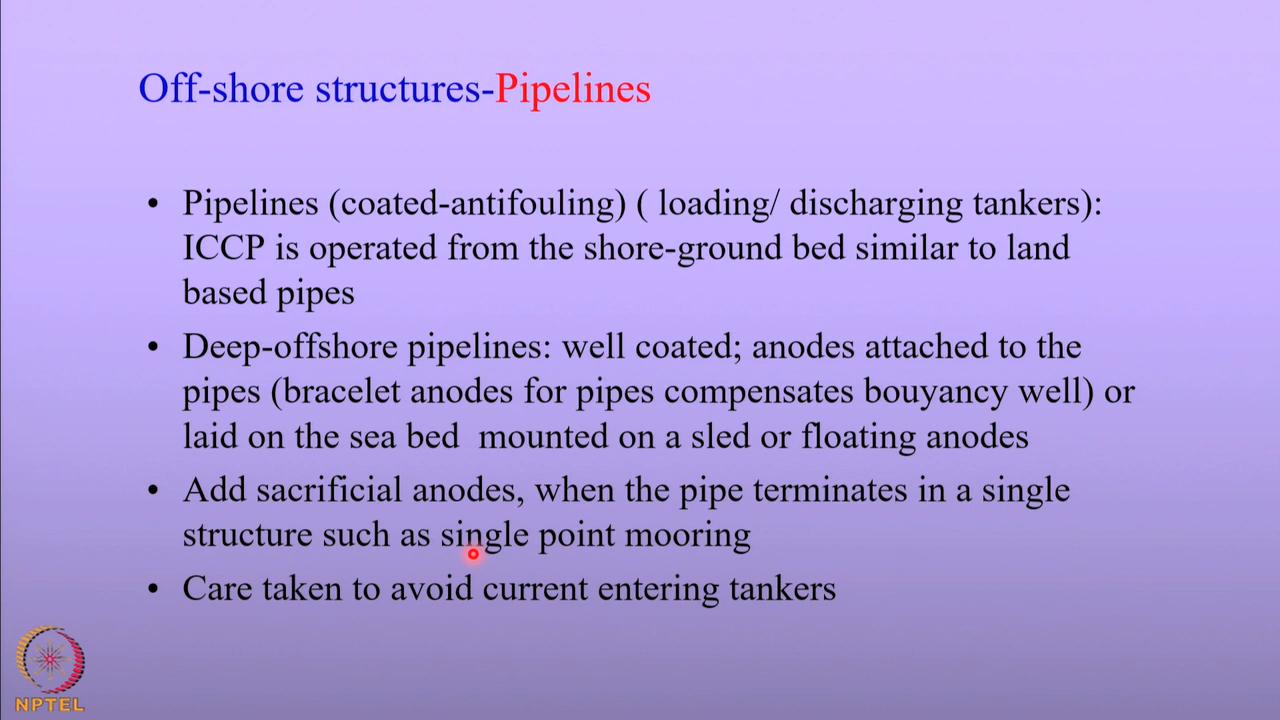 Off-shore structures-Pipelines
• Pipelines (coated-antifouling) ( loading/ discharging tankers):
ICCP is operated from the shore-ground bed similar to land
based pipes
• Deep-offshore pipelines: well coated; anodes attached to the
pipes (bracelet anodes for pipes compensates bouyancy well) or
laid on the sea bed  mounted on a sled or floating anodes
• Add sacrificial anodes, when the pipe terminates in a single
structure such as single point mooring
• Care taken to avoid current entering tankers
NPTEL